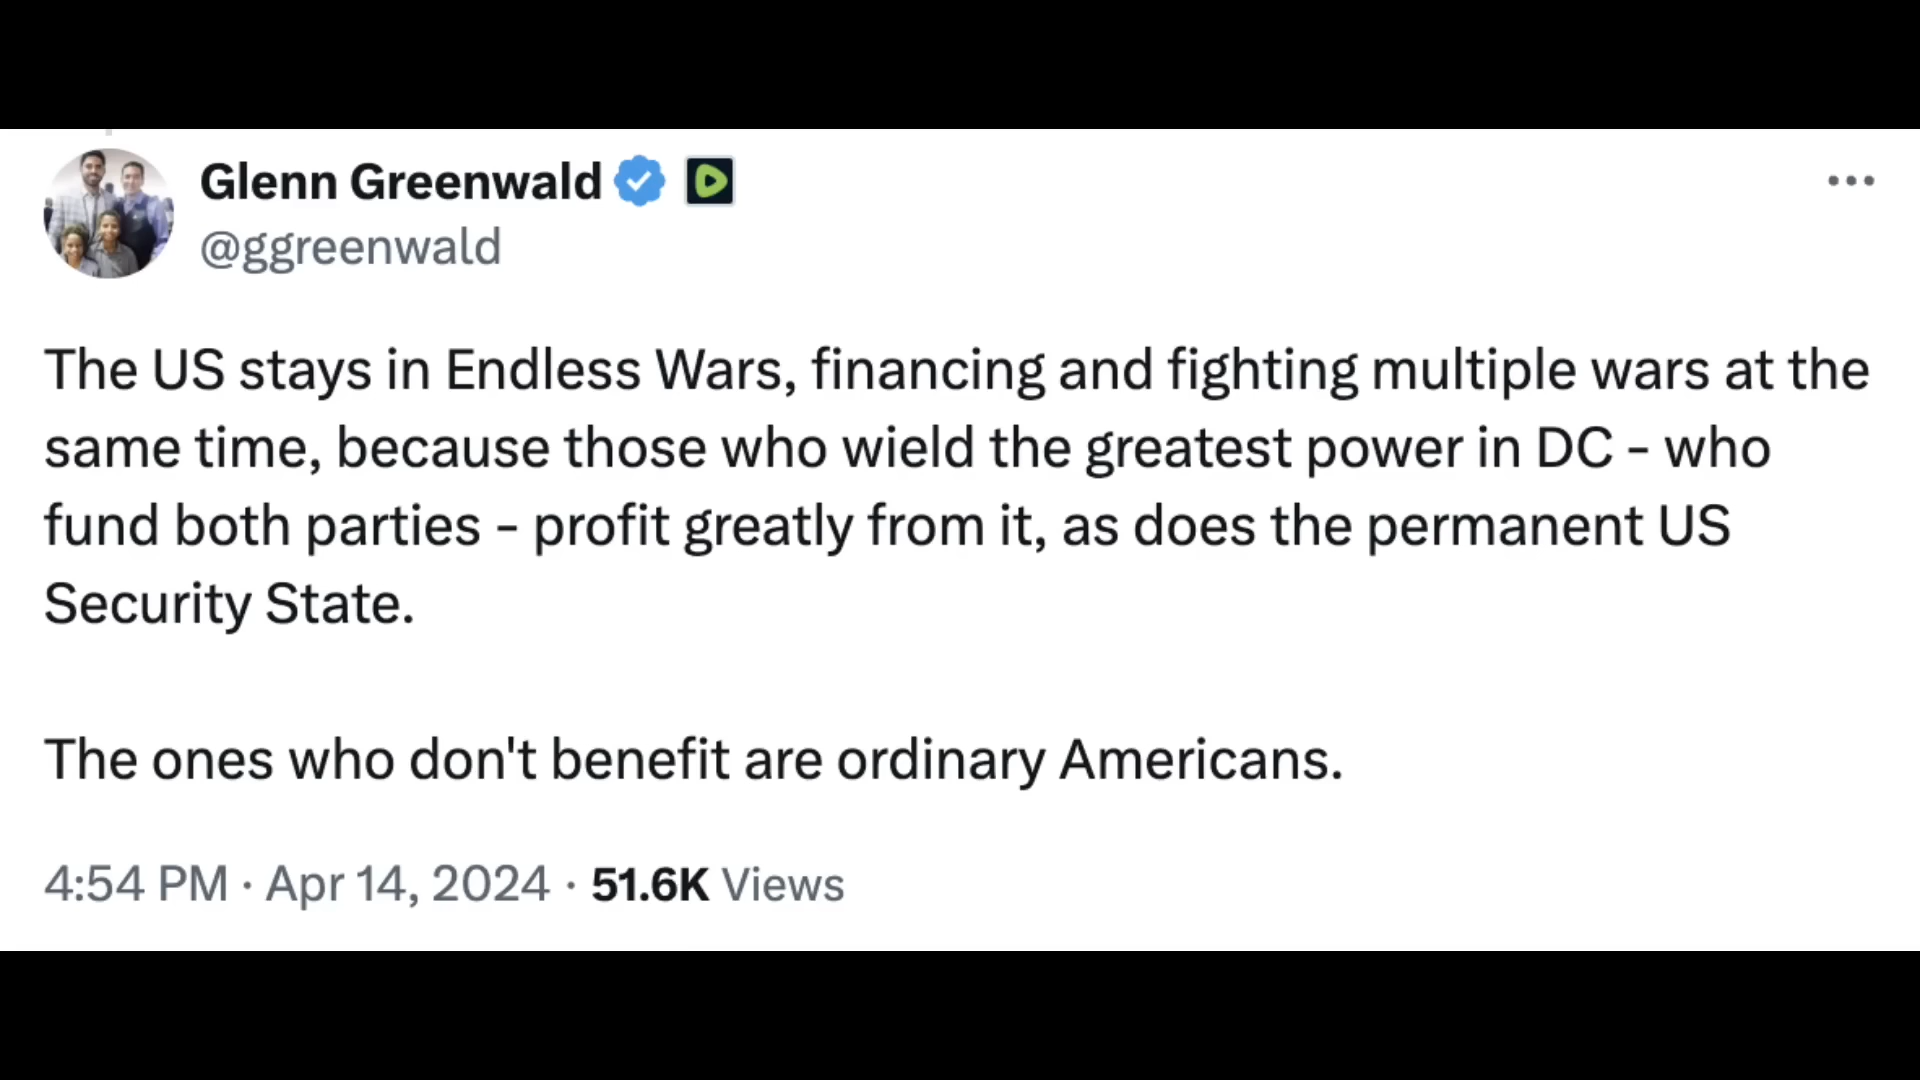 Glenn Greenwald
@ggreenwald
The US stays in Endless Wars, financing and fighting multiple wars at the
same time, because those who wield the greatest power in DC - who
fund both parties - profit greatly from it, as does the permanent US
Security State.
The ones who don't benefit are ordinary Americans.
4:54 PM · Apr 14, 2024 · 51.6K Views